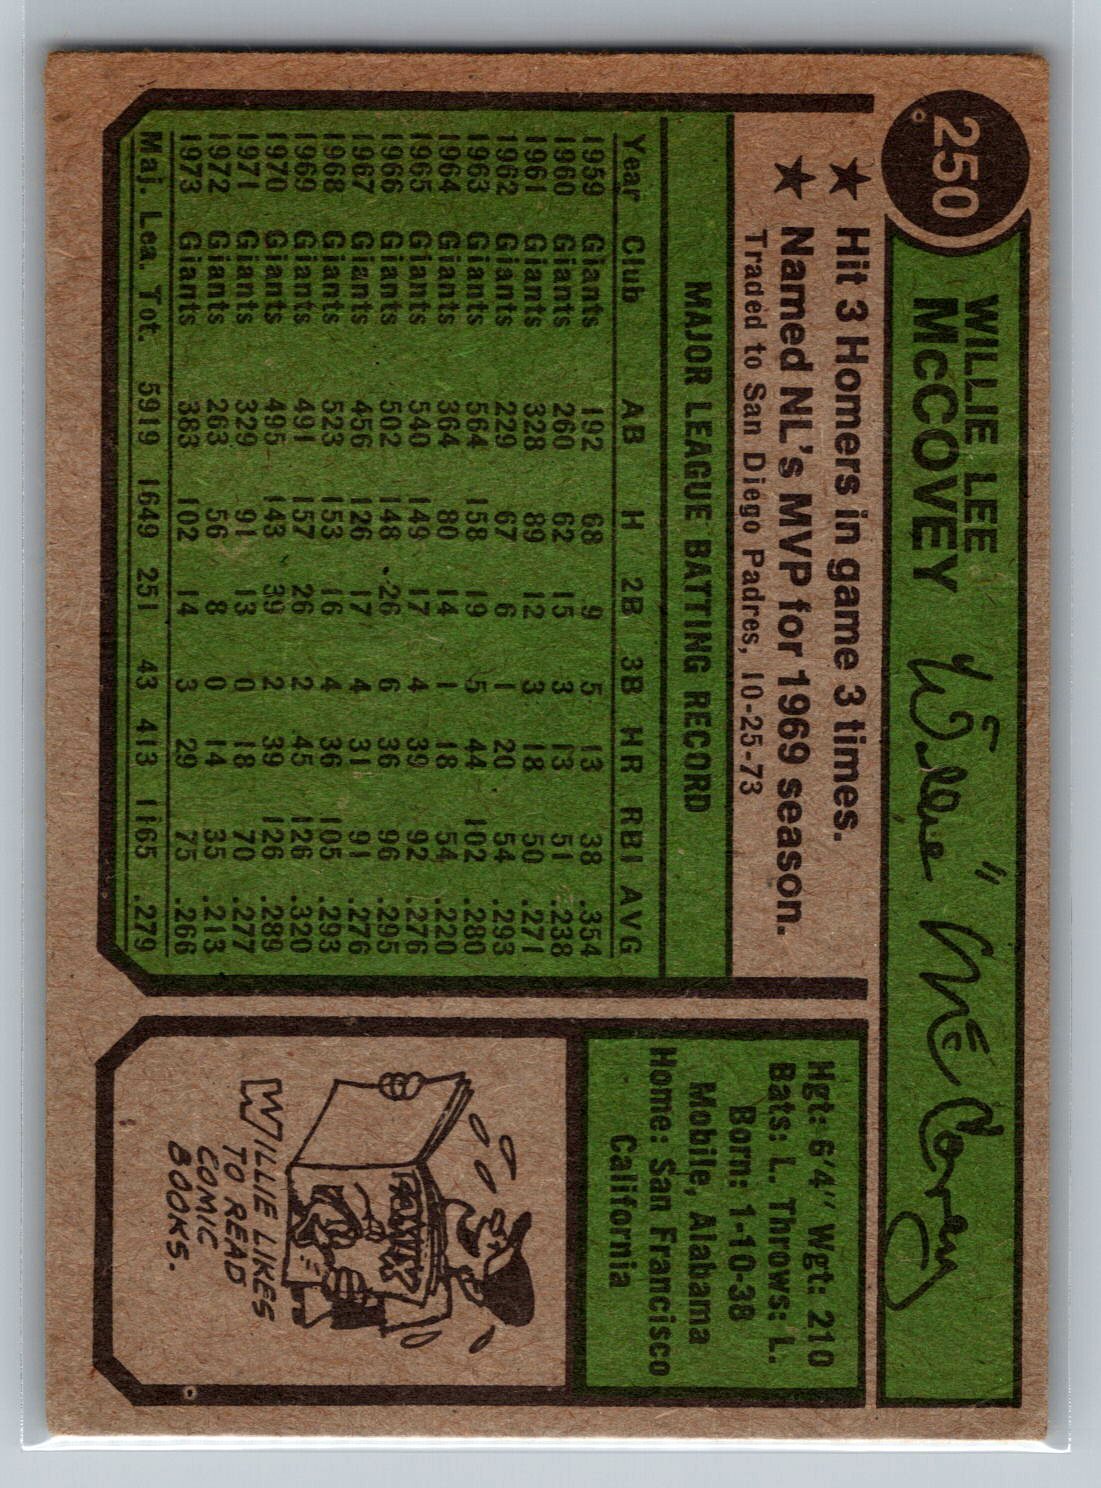 250
WILLIE LEE
McCOVEY
Willie " McCovey
★ Hit 3 Homers in game 3 times.
★ Named NL's MVP for 1969 season.
Traded to San Diego Padres, 10-25-73
MAJOR LEAGUE BATTING RECORD
Year Club AB H 2B 3B HR RBI AVG
1959 Giants 192 68 9 5 13 38 .354
1960 Giants 260 62 15 3 13 51 .238
1961 Giants 328 89 12 3 18 50 .271
1962 Giants 229 67 6 1 20 54 .293
1963 Giants 564 158 19 5 44 102 .280
1964 Giants 364 80 14 1 18 54 .220
1965 Giants 540 149 17 4 39 92 .276
1966 Giants 502 148 26 6 36 96 .295
1967 Giants 456 126 17 4 31 91 .276
1968 Giants 523 153 16 4 36 105 .293
1969 Giants 491 157 26 2 45 126 .320
1970 Giants 495 143 39 2 39 126 .289
1971 Giants 329 91 13 0 18 70 .277
1972 Giants 263 56 8 0 14 35 .213
1973 Giants 383 102 14 3 29 75 .266
Maj. Lea. Tot. 5919 1649 251 43 413 1165 .279
Hgt: 6'4" Wgt: 210
Bats: L. Throws: L.
Born: 1-10-38
Mobile, Alabama
Home: San Francisco
California
WILLIE LIKES
TO READ
COMIC
BOOKS.